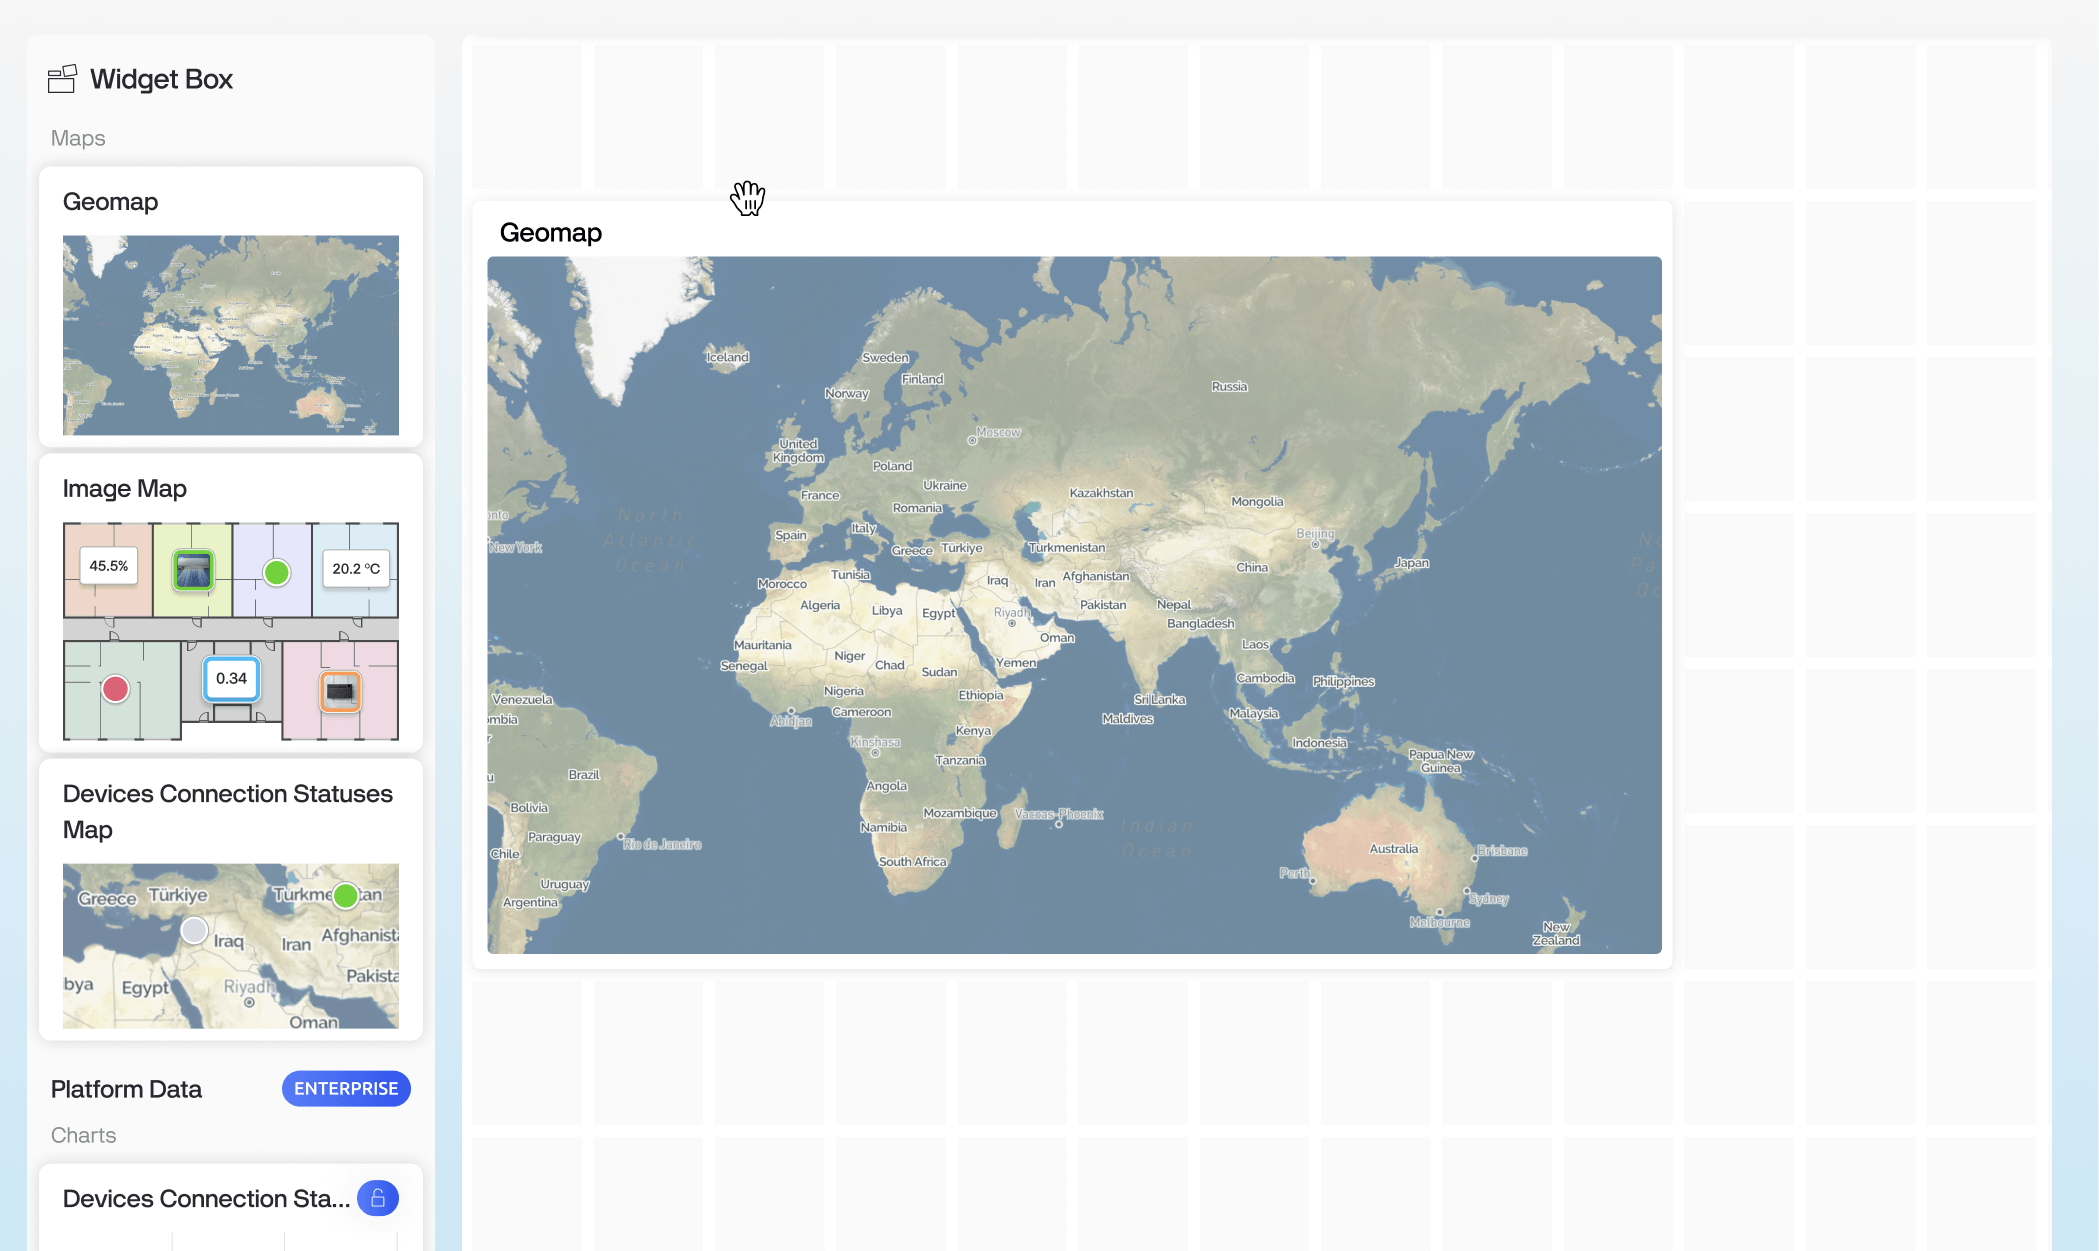 Widget Box
Maps
Geomap
Image Map
45.5%
20.2 °C
0.34
Devices Connection Statuses
Map
Greece
Türkiye
Iraq
Iran
Egypt
Riyadh
Oman
Platform Data
ENTERPRISE
Charts
Devices Connection Sta...
Geomap
Iceland
Sweden
Finland
Norway
Russia
Moscow
United
Kingdom
Poland
Ukraine
France
Romania
Kazakhstan
Mongolia
North
Atlantic
Ocean
New York
Spain
Italy
Greece
Türkiye
Turkmenistan
Beijing
Japan
China
Morocco
Tunisia
Iraq
Iran
Afghanistan
Algeria
Libya
Egypt
Riyadh
Pakistan
Nepal
Bangladesh
Oman
Laos
Mauritania
Senegal
Niger
Chad
Sudan
Yemen
Cambodia
Philippines
Nigeria
Ethiopia
Sri Lanka
Venezuela
Abidjan
Cameroon
Maldives
Malaysia
Kenya
Kinshasa
Indonesia
Tanzania
Papua New
Guinea
Brazil
Angola
Bolivia
Mozambique
Vacoas-Phoenix
Indian
Ocean
Namibia
Paraguay
Rio de Janeiro
Chile
South Africa
Australia
Brisbane
Perth
Uruguay
Argentina
Sydney
Melbourne
New
Zealand